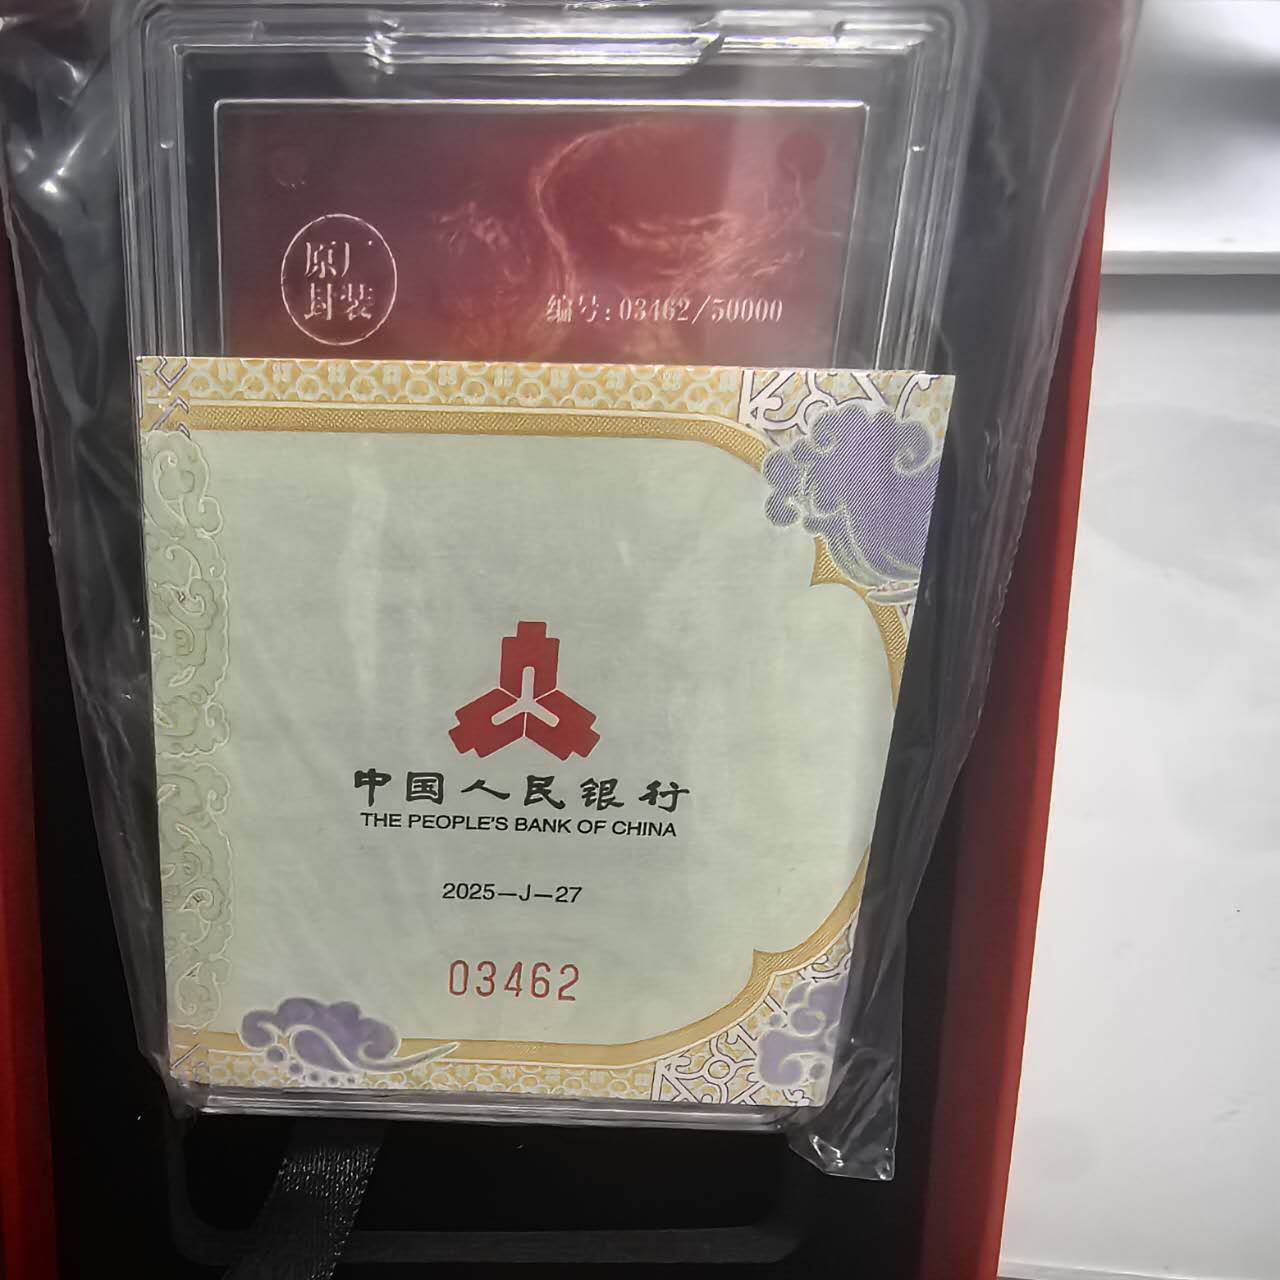 原厂
封装
编号:03462/50000
中国人民银行
THE PEOPLE'S BANK OF CHINA
2025—J—27
03462